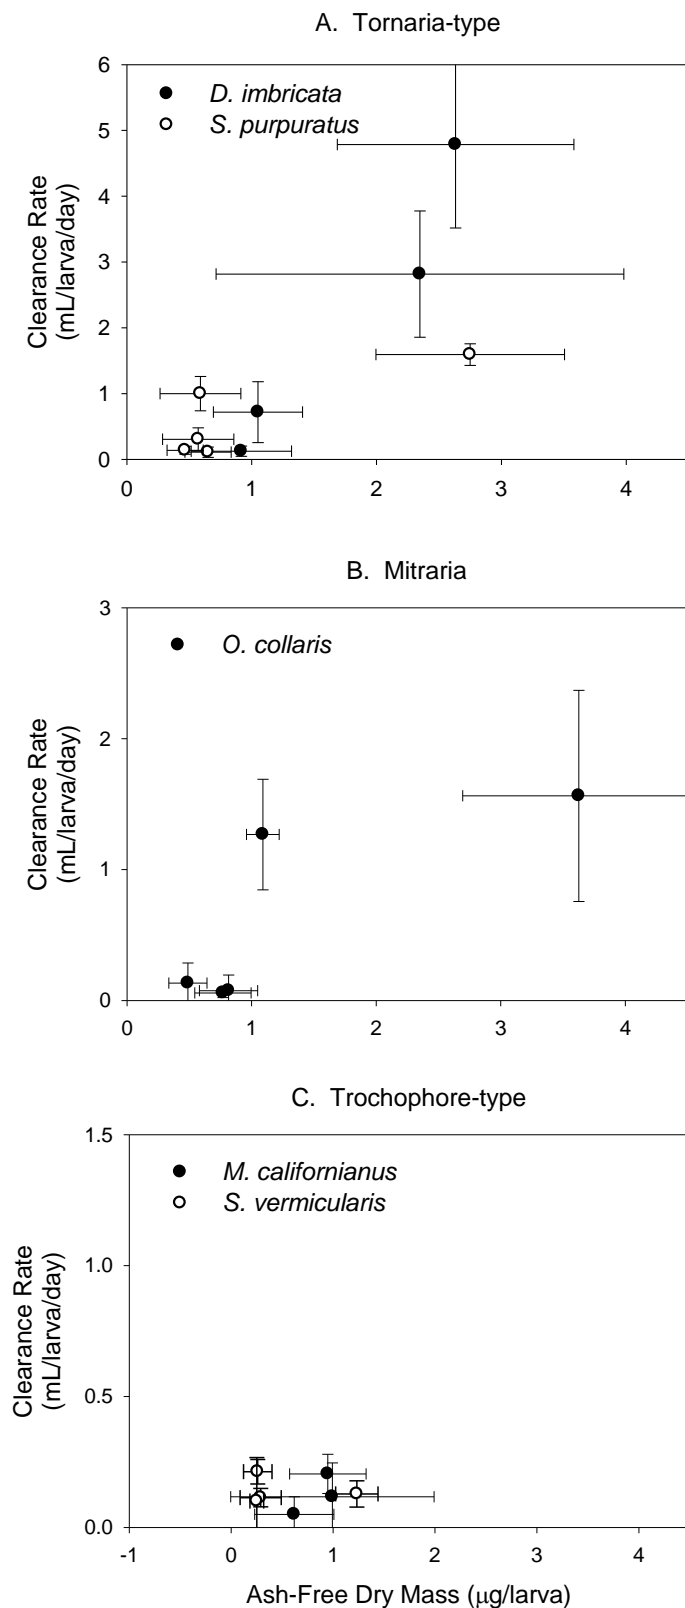 A. Tornaria-type
6
5
4
3
2
1
0
Clearance Rate
(mL/larva/day)
D. imbricata
S. purpuratus
0 1 2 3 4
B. Mitraria
3
2
1
0
Clearance Rate
(mL/larva/day)
O. collaris
0 1 2 3 4
C. Trochophore-type
1.5
1.0
0.5
0.0
Clearance Rate
(mL/larva/day)
M. californianus
S. vermicularis
-1 0 1 2 3 4
Ash-Free Dry Mass (μg/larva)